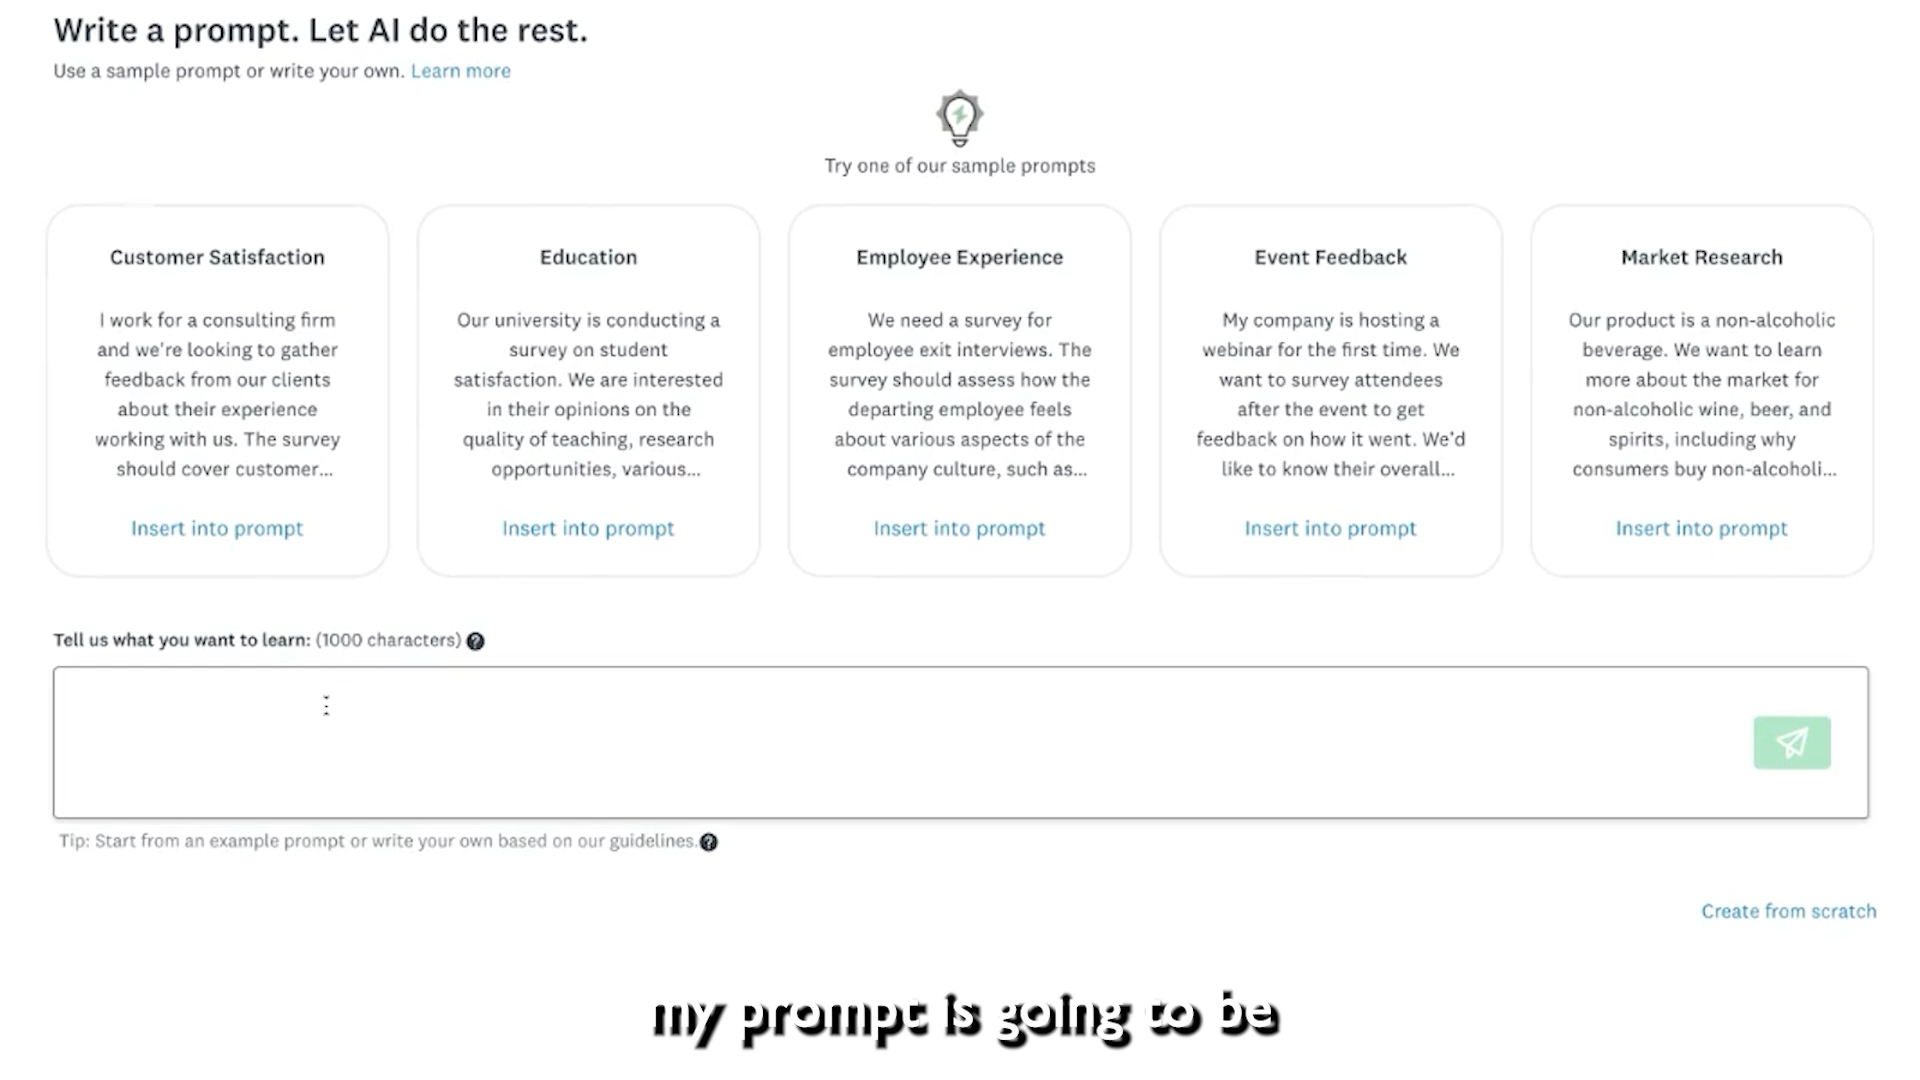 Write a prompt. Let AI do the rest.
Use a sample prompt or write your own. Learn more
Try one of our sample prompts
Customer Satisfaction
I work for a consulting firm
and we're looking to gather
feedback from our clients
about their experience
working with us. The survey
should cover customer...
Insert into prompt
Education
Our university is conducting a
survey on student
satisfaction. We are interested
in their opinions on the
quality of teaching, research
opportunities, various...
Insert into prompt
Employee Experience
We need a survey for
employee exit interviews. The
survey should assess how the
departing employee feels
about various aspects of the
company culture, such as...
Insert into prompt
Event Feedback
My company is hosting a
webinar for the first time. We
want to survey attendees
after the event to get
feedback on how it went. We'd
like to know their overall...
Insert into prompt
Market Research
Our product is a non-alcoholic
beverage. We want to learn
more about the market for
non-alcoholic wine, beer, and
spirits, including why
consumers buy non-alcoholi...
Insert into prompt
Tell us what you want to learn: (1000 characters) ?
Tip: Start from an example prompt or write your own based on our guidelines. ?
Create from scratch
my prompt is going to be